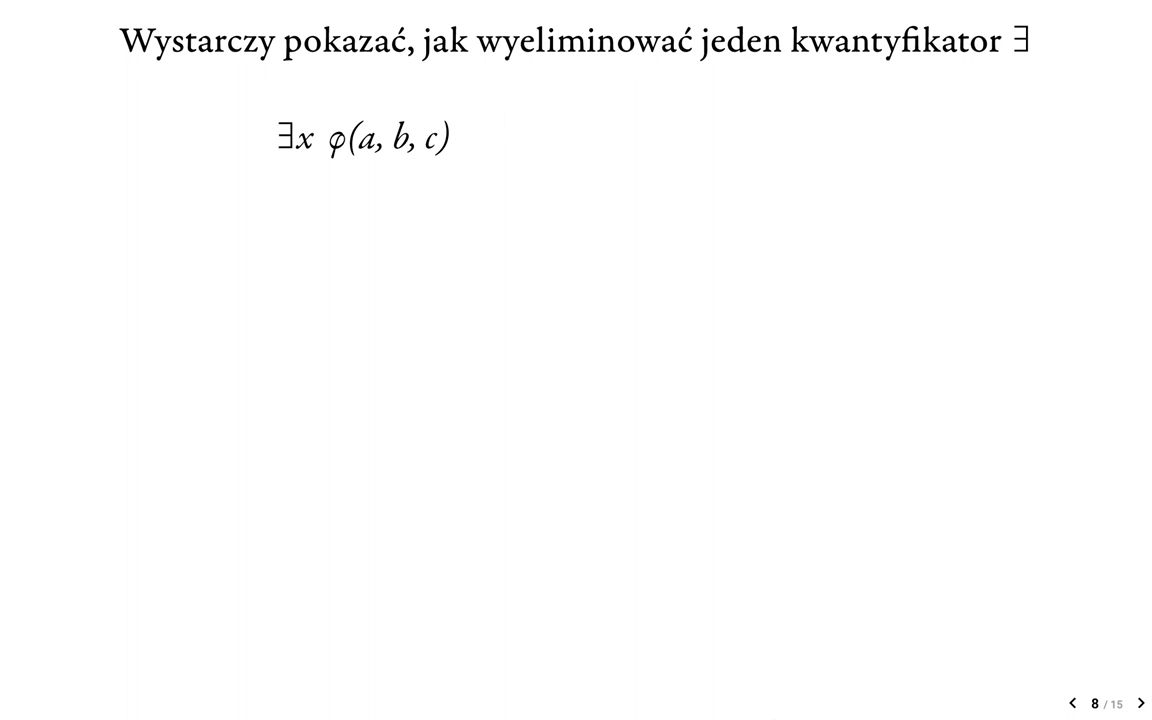 Wystarczy pokazać, jak wyeliminować jeden kwantyfikator ∃
∃x φ(a, b, c)
8 / 15